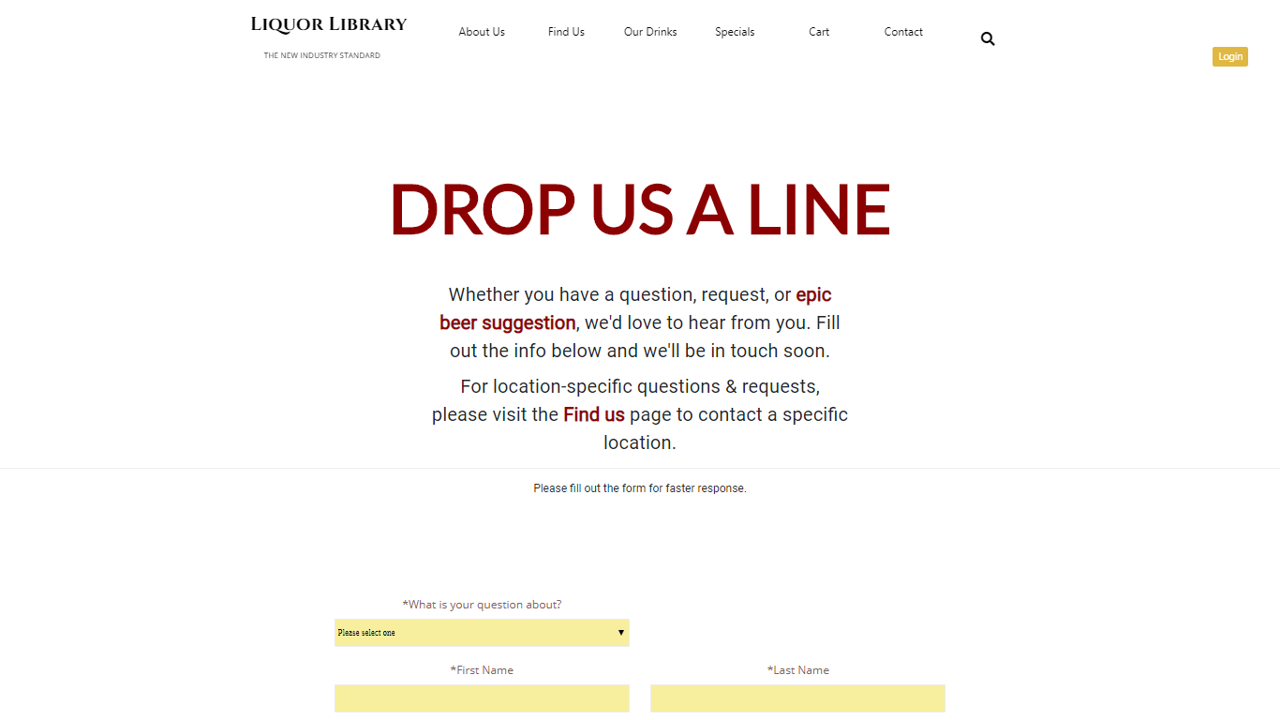 Liquor Library
THE NEW INDUSTRY STANDARD
About Us
Find Us
Our Drinks
Specials
Cart
Contact
Login
DROP US A LINE
Whether you have a question, request, or epic
beer suggestion, we'd love to hear from you. Fill
out the info below and we'll be in touch soon.
For location-specific questions & requests,
please visit the Find us page to contact a specific
location.
Please fill out the form for faster response.
*What is your question about?
Please select one
*First Name
*Last Name